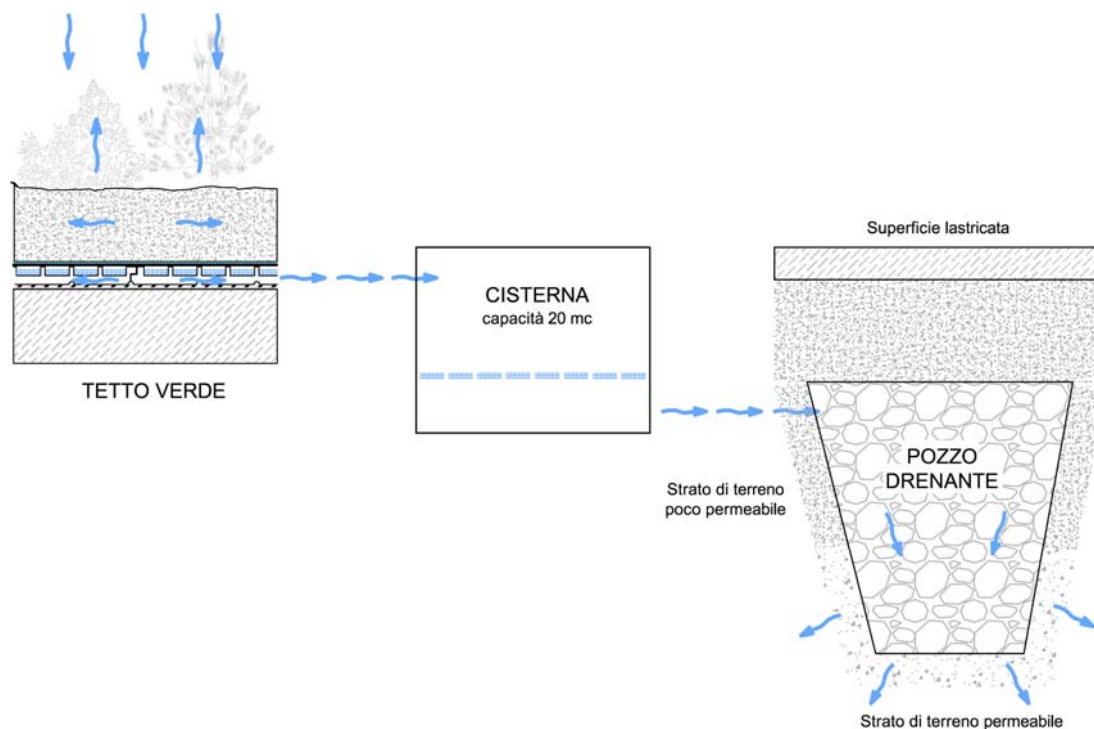 TETTO VERDE
CISTERNA
capacità 20 mc
Superficie lastricata
POZZO
DRENANTE
Strato di terreno
poco permeabile
Strato di terreno permeabile